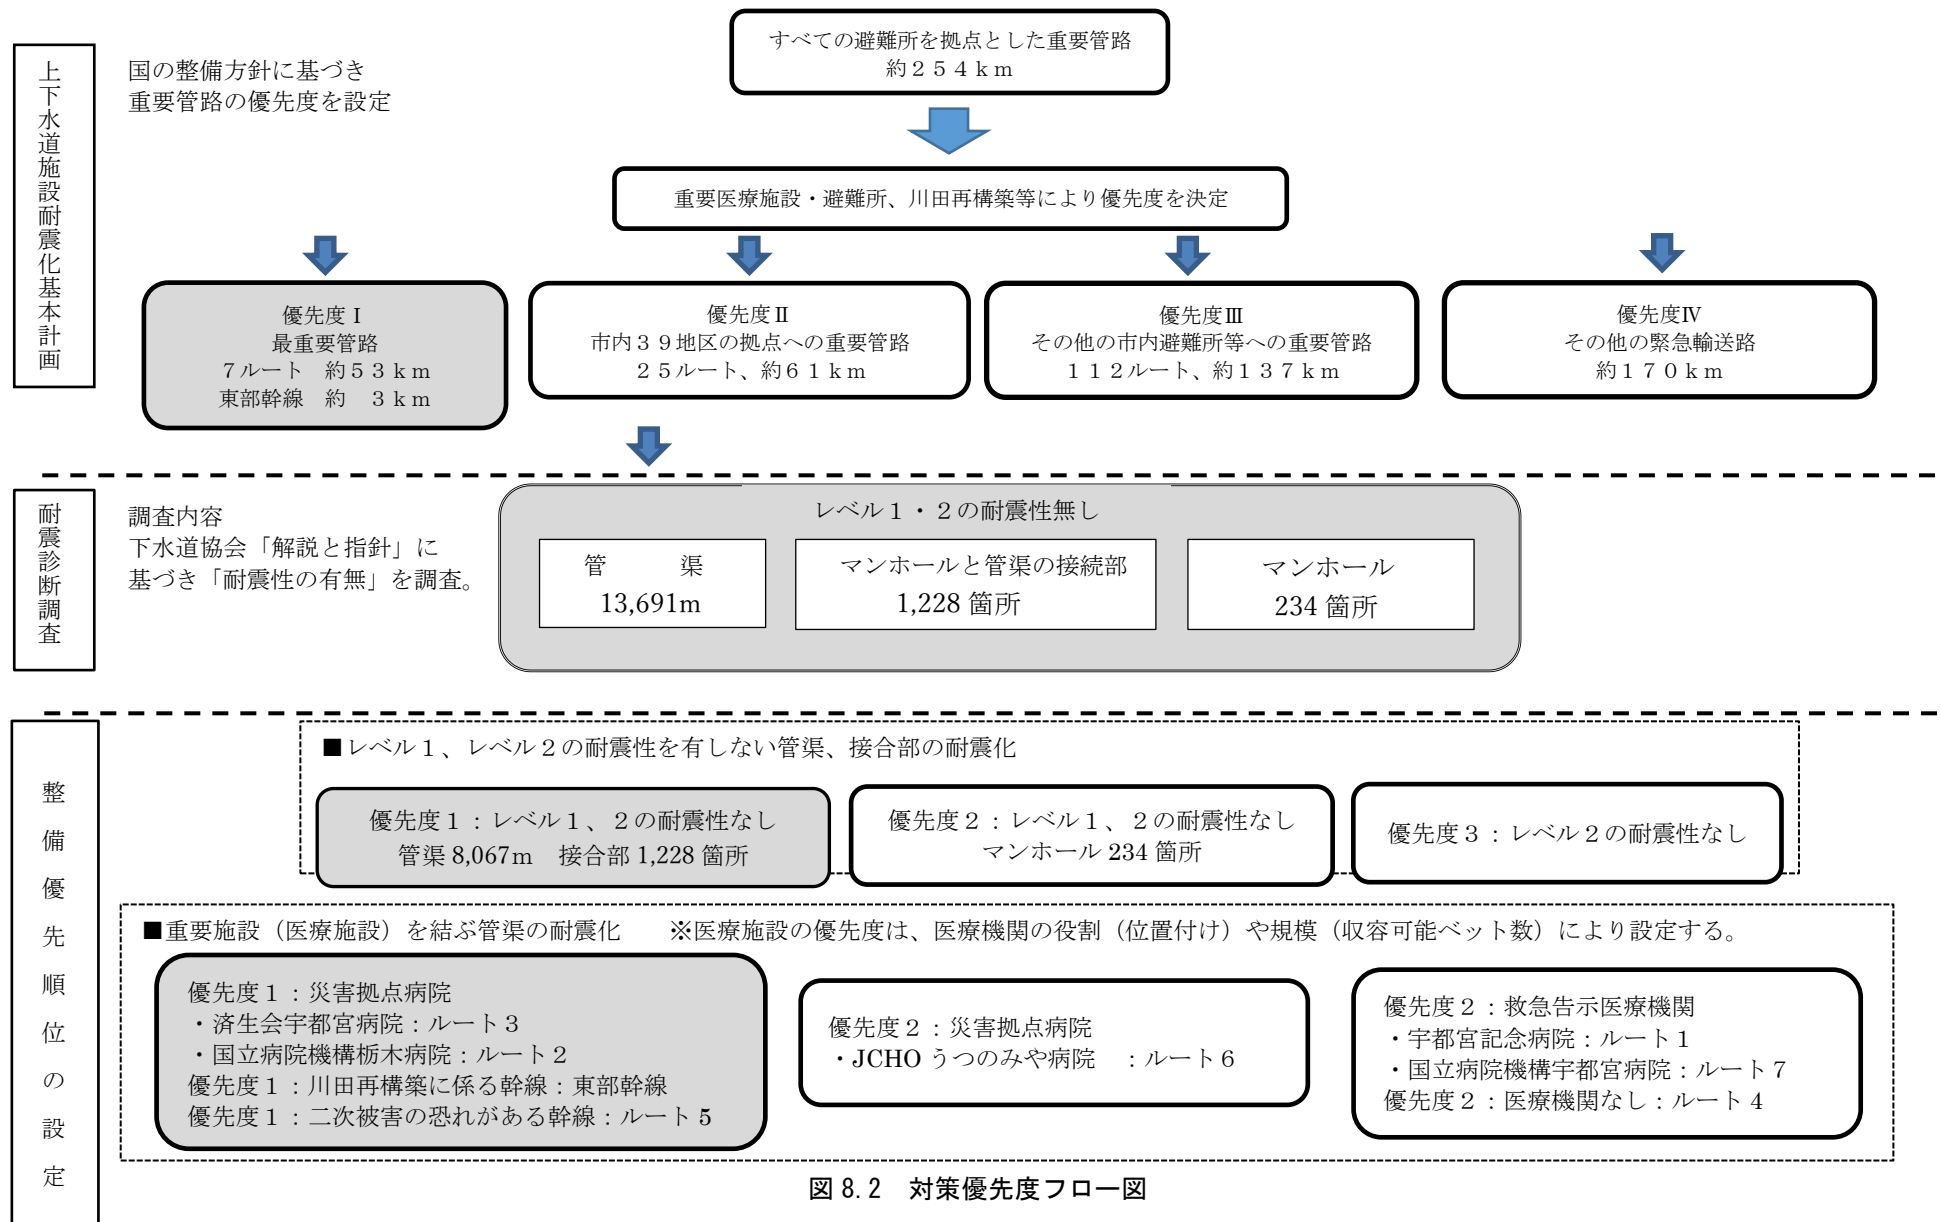 上下水道施設耐震化基本計画
国の整備方針に基づき
重要管路の優先度を設定
すべての避難所を拠点とした重要管路
約２５４ｋｍ
重要医療施設・避難所、川田再構築等により優先度を決定
優先度Ⅰ
最重要管路
７ルート　約５３ｋｍ
東部幹線　約　３ｋｍ
優先度Ⅱ
市内３９地区の拠点への重要管路
２５ルート、約６１ｋｍ
優先度Ⅲ
その他の市内避難所等への重要管路
１１２ルート、約１３７ｋｍ
優先度Ⅳ
その他の緊急輸送路
約１７０ｋｍ
耐震診断調査
調査内容
下水道協会「解説と指針」に
基づき「耐震性の有無」を調査。
レベル１・２の耐震性無し
管　　　渠
13,691m
マンホールと管渠の接続部
1,228 箇所
マンホール
234 箇所
整備優先順位の設定
■レベル１、レベル２の耐震性を有しない管渠、接合部の耐震化
優先度１：レベル１、２の耐震性なし
管渠 8,067m　接合部 1,228 箇所
優先度２：レベル１、２の耐震性なし
マンホール 234 箇所
優先度３：レベル２の耐震性なし
■重要施設（医療施設）を結ぶ管渠の耐震化　　※医療施設の優先度は、医療機関の役割（位置付け）や規模（収容可能ベット数）により設定する。
優先度１：災害拠点病院
・済生会宇都宮病院：ルート３
・国立病院機構栃木病院：ルート２
優先度１：川田再構築に係る幹線：東部幹線
優先度１：二次被害の恐れがある幹線：ルート 5
優先度２：災害拠点病院
・JCHO うつのみや病院　：ルート６
優先度２：救急告示医療機関
・宇都宮記念病院：ルート１
・国立病院機構宇都宮病院：ルート７
優先度２：医療機関なし：ルート４
図 8.2　対策優先度フロー図